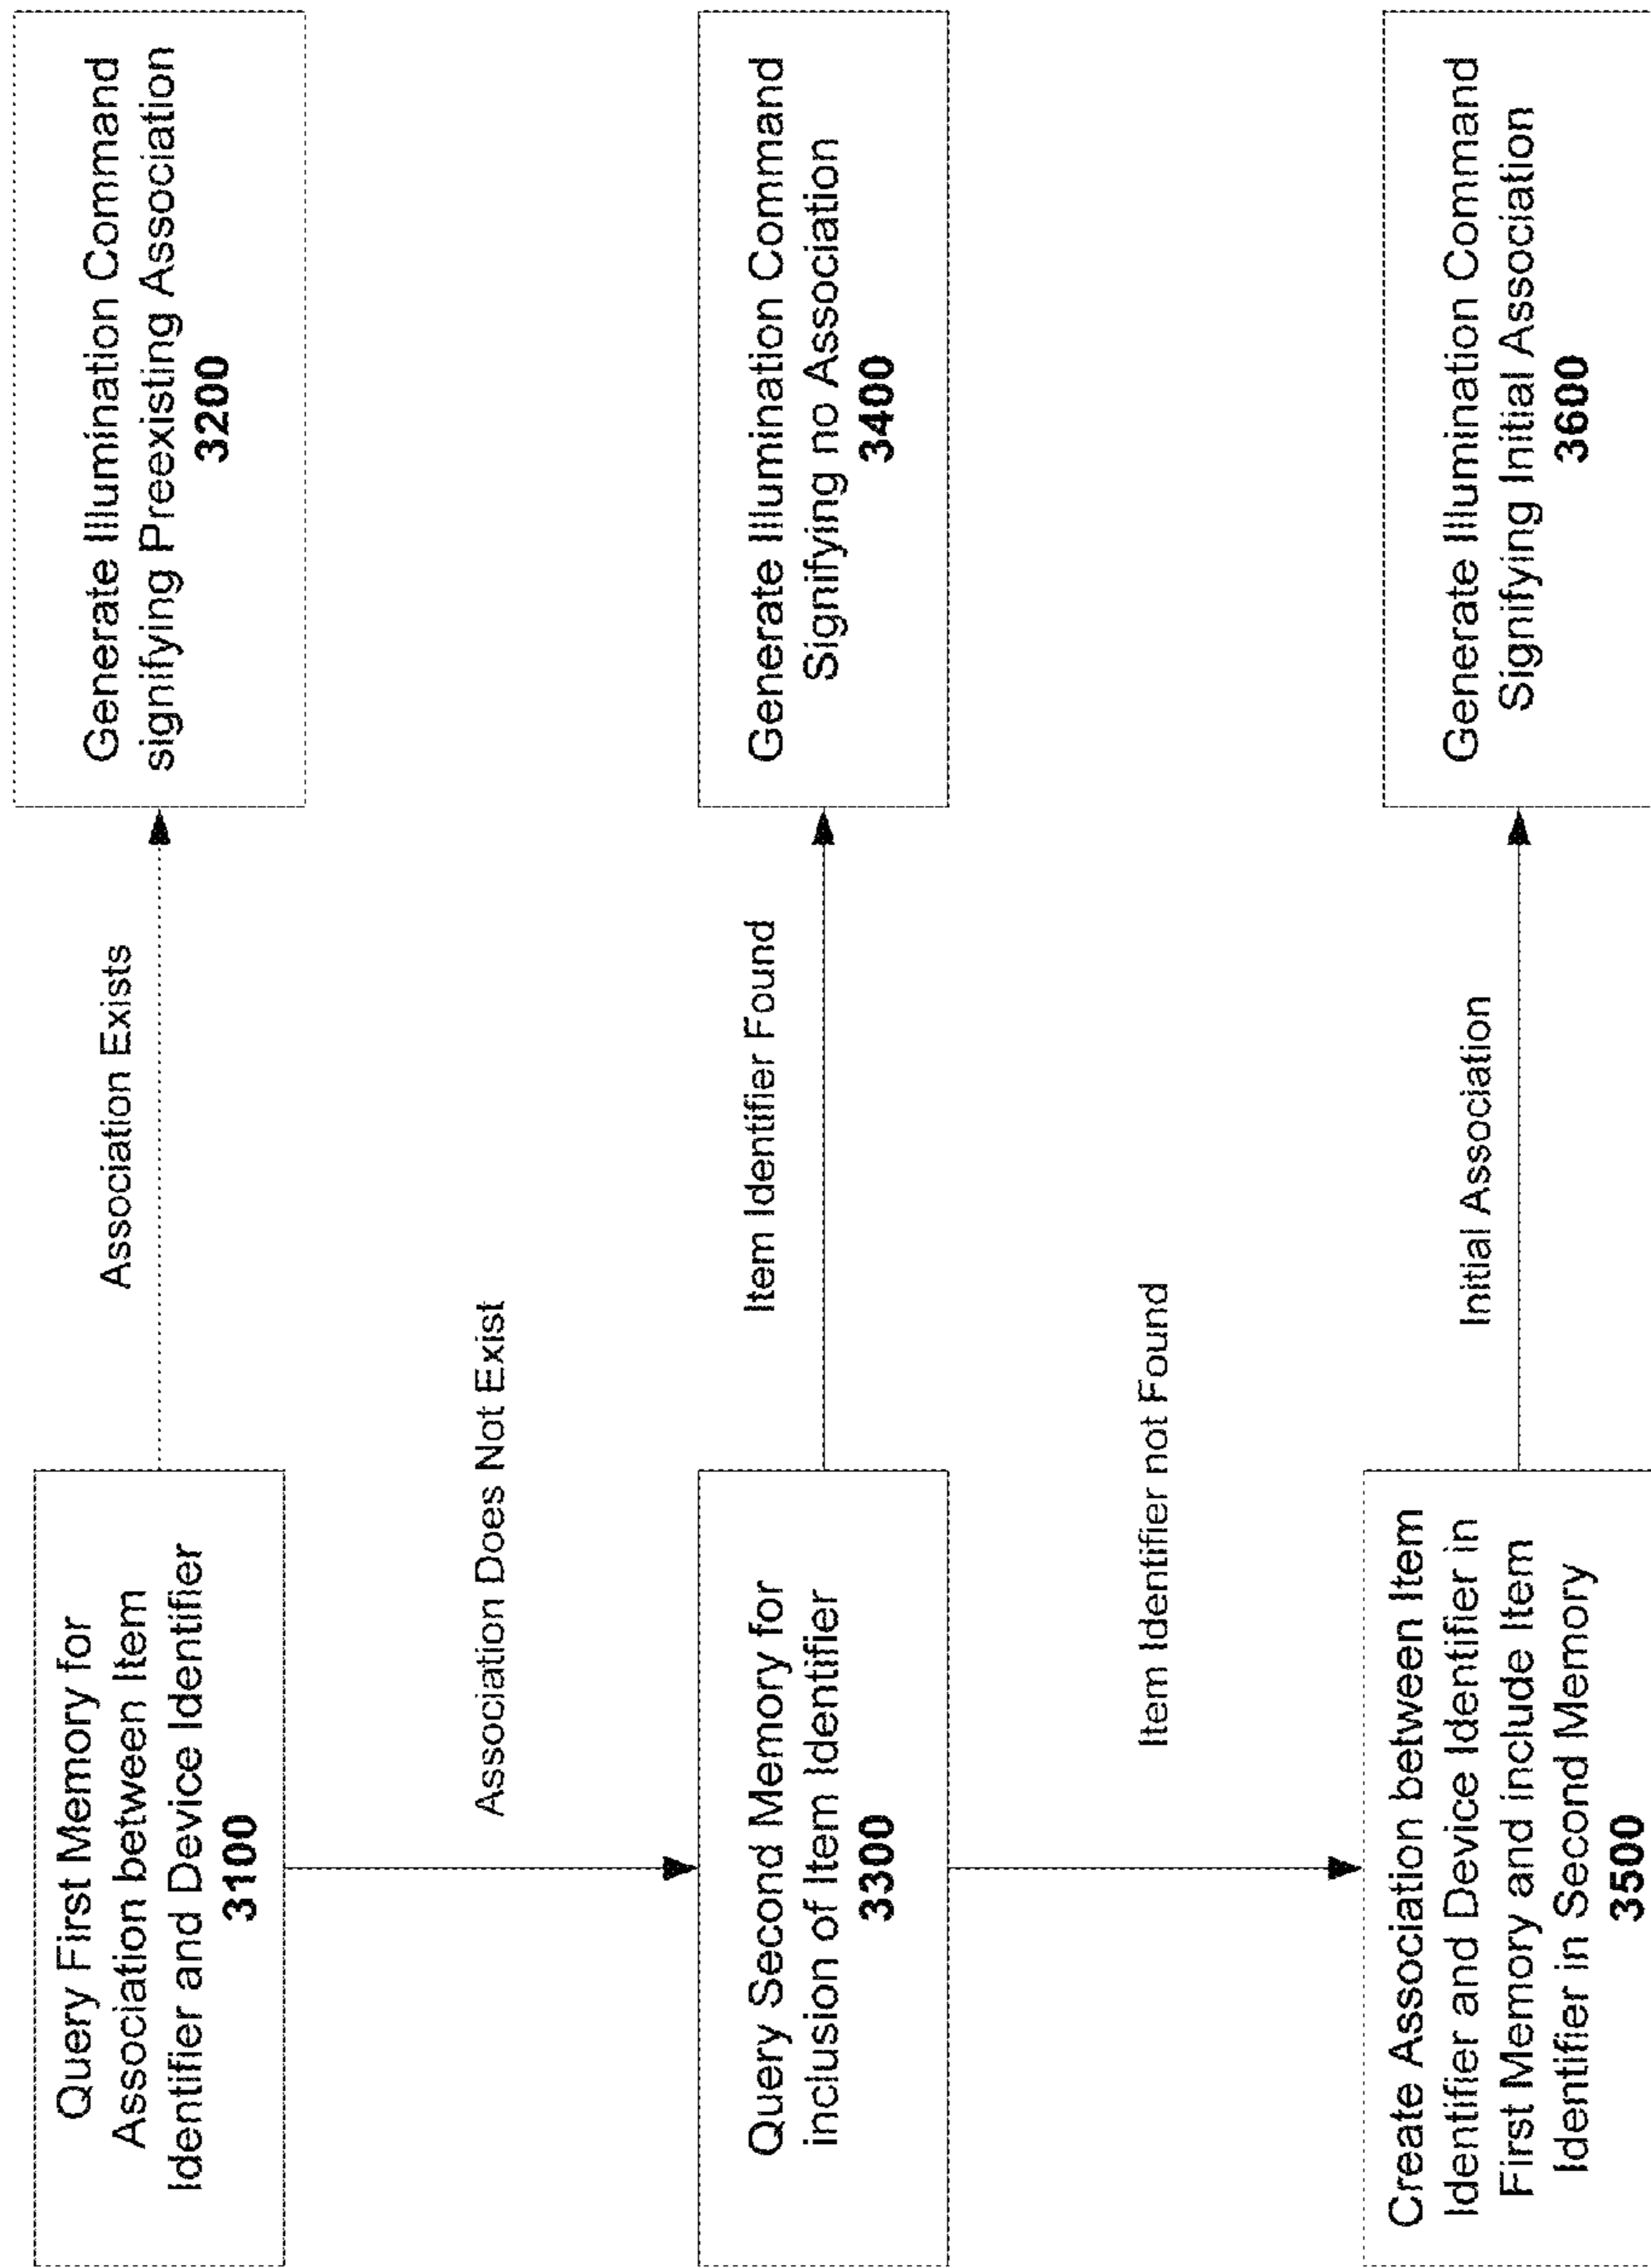 Query First Memory for
Association between Item
Identifier and Device Identifier
3100
Association Exists
Generate Illumination Command
signifying Preexisting Association
3200
Association Does Not Exist
Query Second Memory for
inclusion of Item Identifier
3300
Item Identifier Found
Generate Illumination Command
Signifying no Association
3400
Item Identifier not Found
Create Association between Item
Identifier and Device Identifier in
First Memory and include Item
Identifier in Second Memory
3500
Initial Association
Generate Illumination Command
Signifying Initial Association
3600